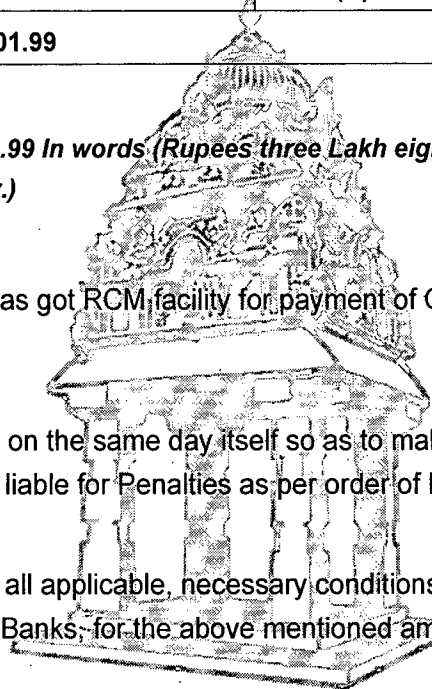 01.99
.99 In words (Rupees three Lakh eigh
.)
as got RCM facility for payment of
on the same day itself so as to mal
liable for Penalties as per order of
all applicable, necessary conditions
Banks, for the above mentioned am